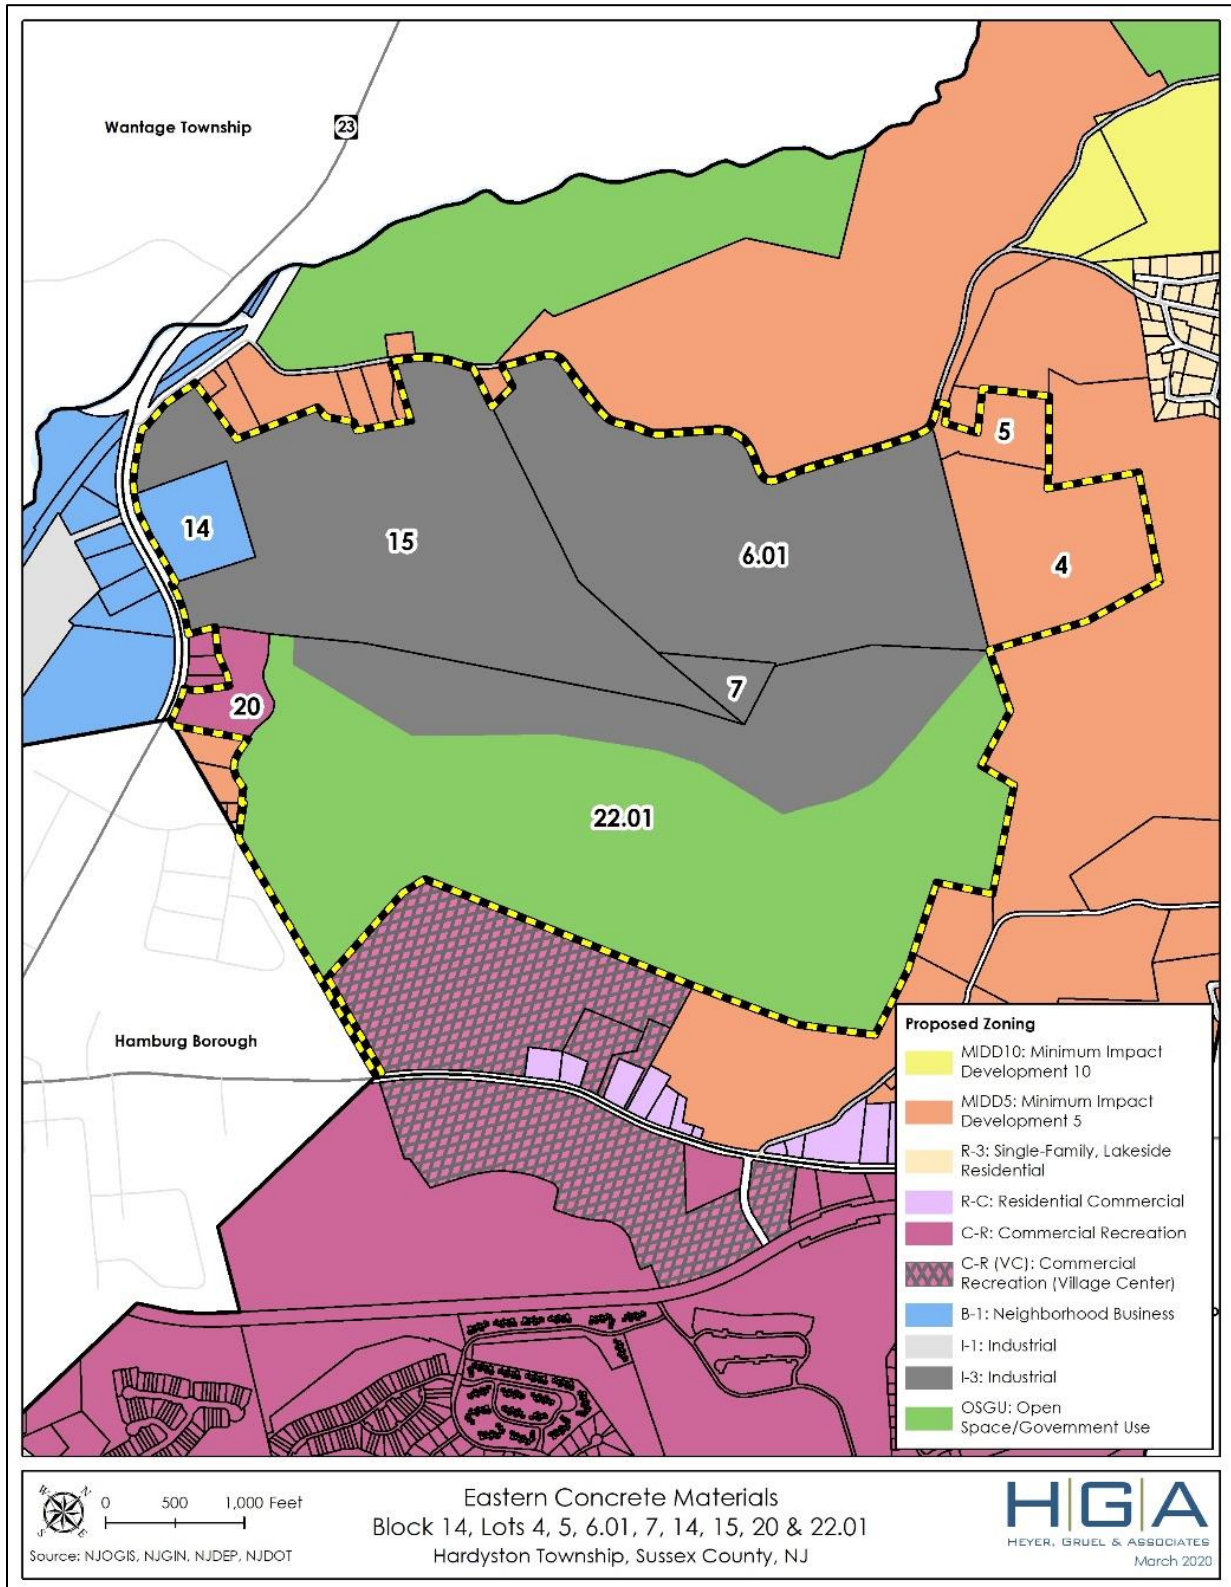 Wantage Township
23
5
14
15
6.01
4
7
20
22.01
Hamburg Borough
Proposed Zoning
MIDD10: Minimum Impact
Development 10
MIDD5: Minimum Impact
Development 5
R-3: Single-Family, Lakeside
Residential
R-C: Residential Commercial
C-R: Commercial Recreation
C-R (VC): Commercial
Recreation (Village Center)
B-1: Neighborhood Business
I-1: Industrial
I-3: Industrial
OSGU: Open
Space/Government Use
W N
S E
0 500 1,000 Feet
Source: NJOGIS, NJGIN, NJDEP, NJDOT
Eastern Concrete Materials
Block 14, Lots 4, 5, 6.01, 7, 14, 15, 20 & 22.01
Hardyston Township, Sussex County, NJ
H|G|A
HEYER, GRUEL & ASSOCIATES
March 2020